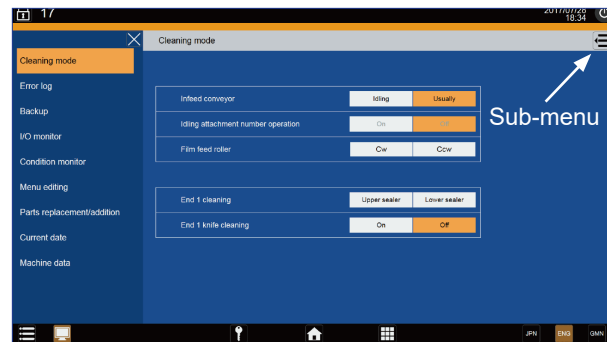 17
2017/07/28
18:34
Cleaning mode
Cleaning mode
Error log
Backup
I/O monitor
Condition monitor
Menu editing
Parts replacement/addition
Current date
Machine data
Infeed conveyor Idling Usually
Idling attachment number operation On Off
Film feed roller Cw Ccw
End 1 cleaning Upper sealer Lower sealer
End 1 knife cleaning On Off
Sub-menu
JPN ENG GMN